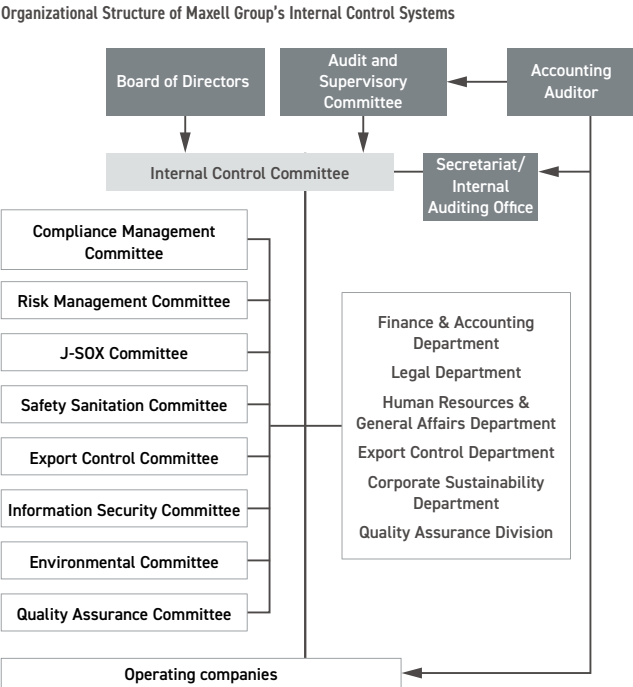 Organizational Structure of Maxell Group's Internal Control Systems
Board of Directors
Audit and
Supervisory
Committee
Accounting
Auditor
Internal Control Committee
Secretariat/
Internal
Auditing Office
Compliance Management
Committee
Risk Management Committee
J-SOX Committee
Safety Sanitation Committee
Export Control Committee
Information Security Committee
Environmental Committee
Quality Assurance Committee
Finance & Accounting
Department
Legal Department
Human Resources &
General Affairs Department
Export Control Department
Corporate Sustainability
Department
Quality Assurance Division
Operating companies